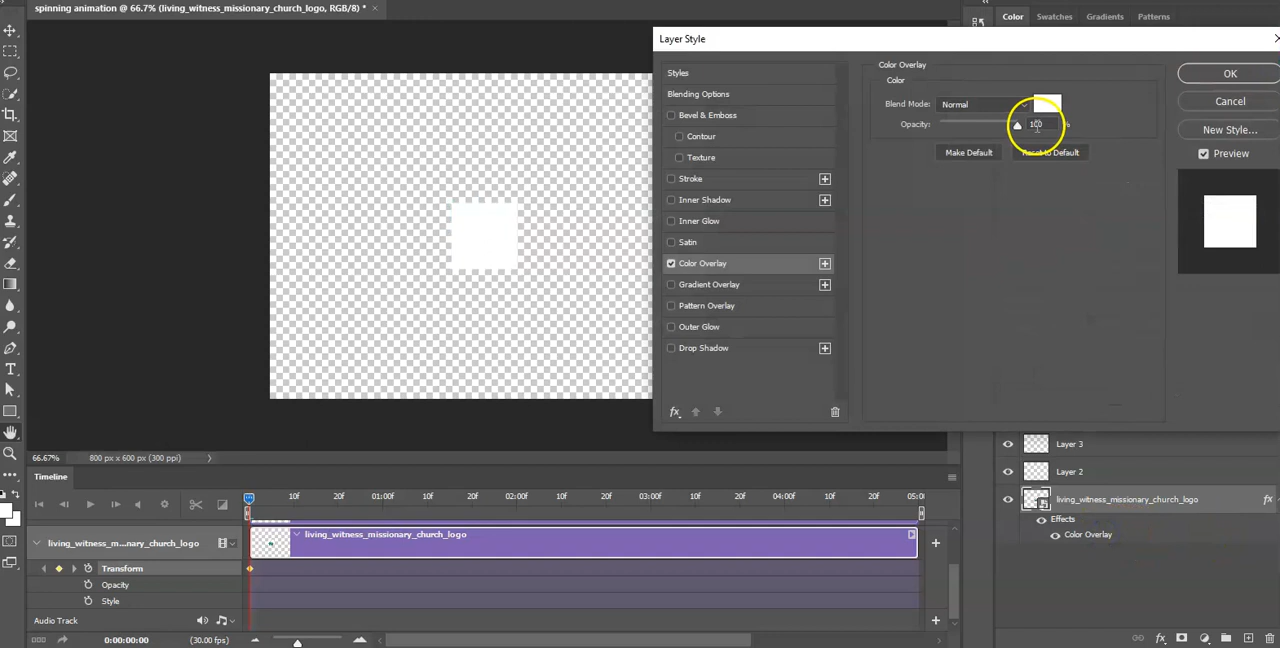 spinning animation @ 66.7% (living_witness_missionary_church_logo, RGB/8) *
Color Swatches Gradients Patterns
Layer Style
Styles
Blending Options
Bevel & Emboss
Contour
Texture
Stroke
Inner Shadow
Inner Glow
Satin
Color Overlay
Gradient Overlay
Pattern Overlay
Outer Glow
Drop Shadow
fx
Color Overlay
Color
Blend Mode: Normal
Opacity: 100 %
Make Default Reset to Default
OK
Cancel
New Style...
Preview
Layer 3
Layer 2
living_witness_missionary_church_logo fx
Effects
Color Overlay
fx
66.67% 800 px x 600 px (300 ppi)
Timeline
10f 20f 01:00f 10f 20f 02:00f 10f 20f 03:00f 10f 20f 04:00f 10f 20f 05:0
living_witness_m...nary_church_logo living_witness_missionary_church_logo
Transform
Opacity
Style
Audio Track
0:00:00:00 (30.00 fps)